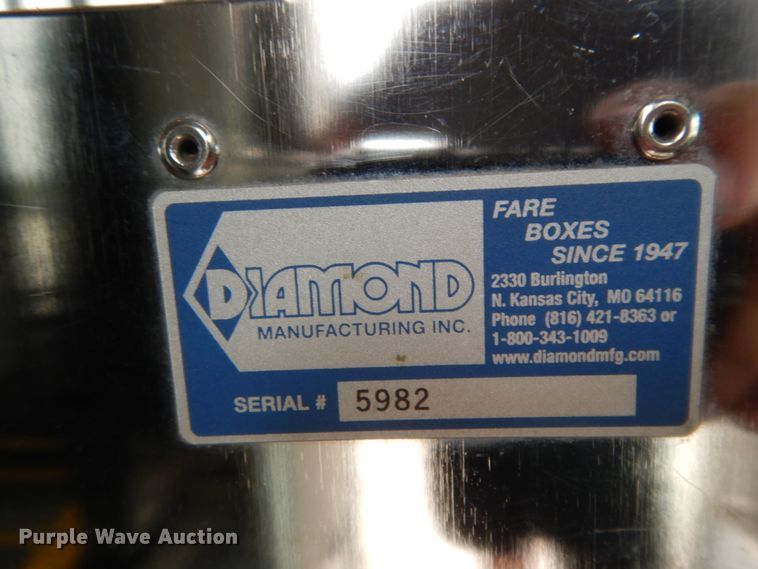 DIAMOND
MANUFACTURING INC.
FARE
BOXES
SINCE 1947
2330 Burlington
N. Kansas City, MO 64116
Phone (816) 421-8363 or
1-800-343-1009
www.diamondmfg.com
SERIAL # 5982
Purple Wave Auction